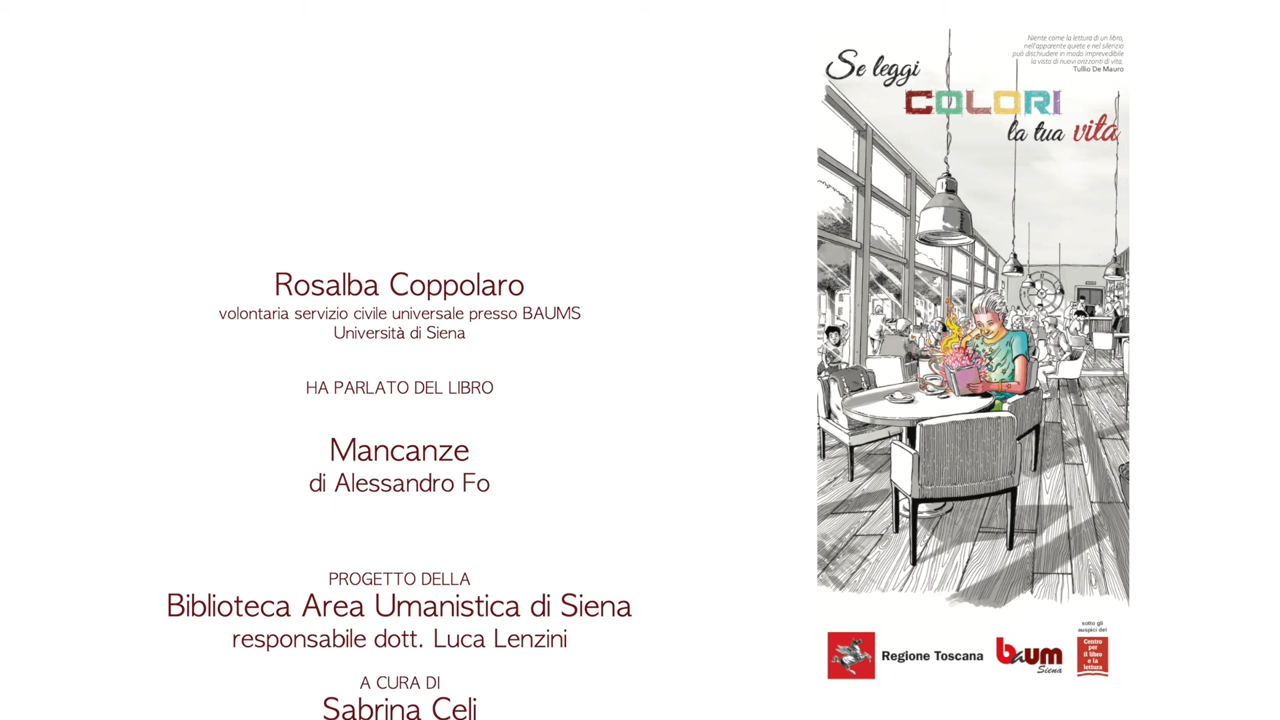 Rosalba Coppolaro
volontaria servizio civile universale presso BAUMS
Università di Siena
HA PARLATO DEL LIBRO
Mancanze
di Alessandro Fo
PROGETTO DELLA
Biblioteca Area Umanistica di Siena
responsabile dott. Luca Lenzini
A CURA DI
Sabrina Celi
Niente come la lettura di un libro,
nell'apparente quiete e nel silenzio
può dischiudere in modo imprevedibile
la vista di nuovi orizzonti di vita.
Tullio De Mauro
Se leggi
COLORI
la tua vita
Regione Toscana
baum
Siena
sotto gli
auspici del
Centro
per
il libro
e la
lettura